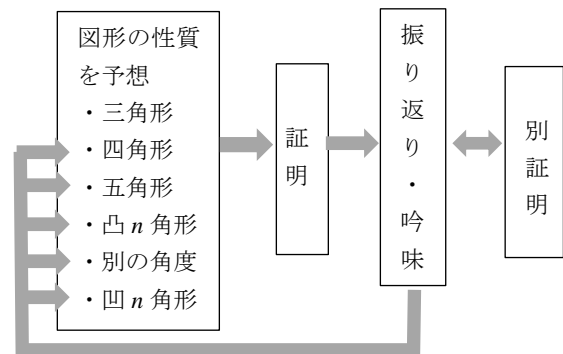 図形の性質
を予想
・三角形
・四角形
・五角形
・凸 n 角形
・別の角度
・凹 n 角形
証明
振り返り・吟味
別証明